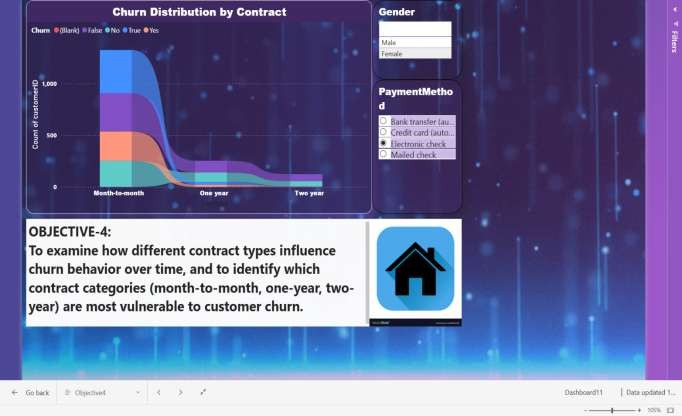 Churn Distribution by Contract
Churn (Blank) False No True Yes
Count of customerID
1,000
500
0
Month-to-month One year Two year
Gender
Male
Female
PaymentMetho
d
Bank transfer (au...
Credit card (auto...
Electronic check
Mailed check
Filters
OBJECTIVE-4:
To examine how different contract types influence
churn behavior over time, and to identify which
contract categories (month-to-month, one-year, two-
year) are most vulnerable to customer churn.
Go back
Objective4
Dashboard11
Data updated 1...
105%